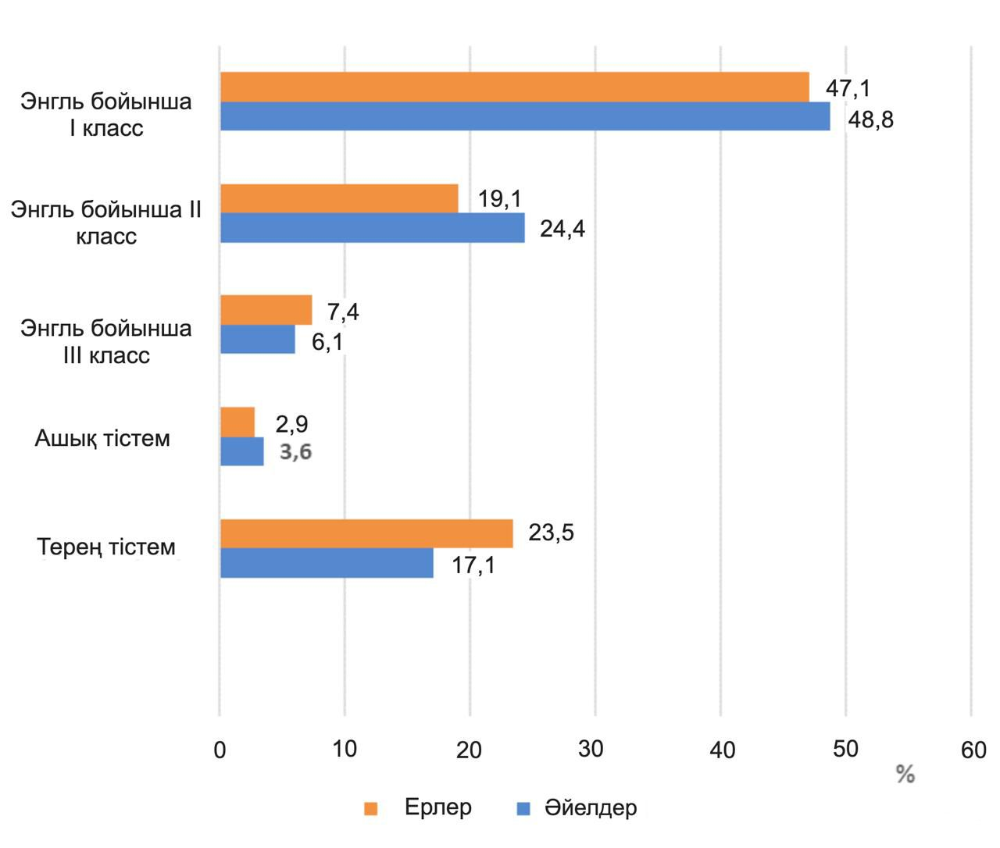 Энгль бойынша
I класс
47,1
48,8
Энгль бойынша II
класс
19,1
24,4
Энгль бойынша
III класс
7,4
6,1
Ашық тістем
2,9
3,6
Терең тістем
23,5
17,1
0 10 20 30 40 50 60
%
Ерлер Әйелдер